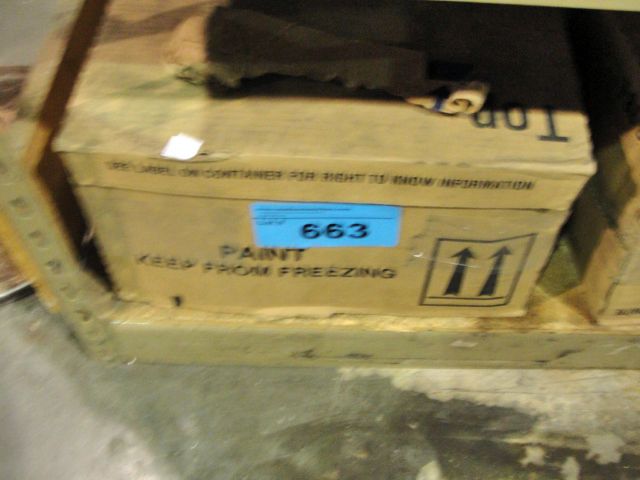 Top
SEE LABEL ON CONTAINER FOR RIGHT TO KNOW INFORMATION
663
PAINT
KEEP FROM FREEZING